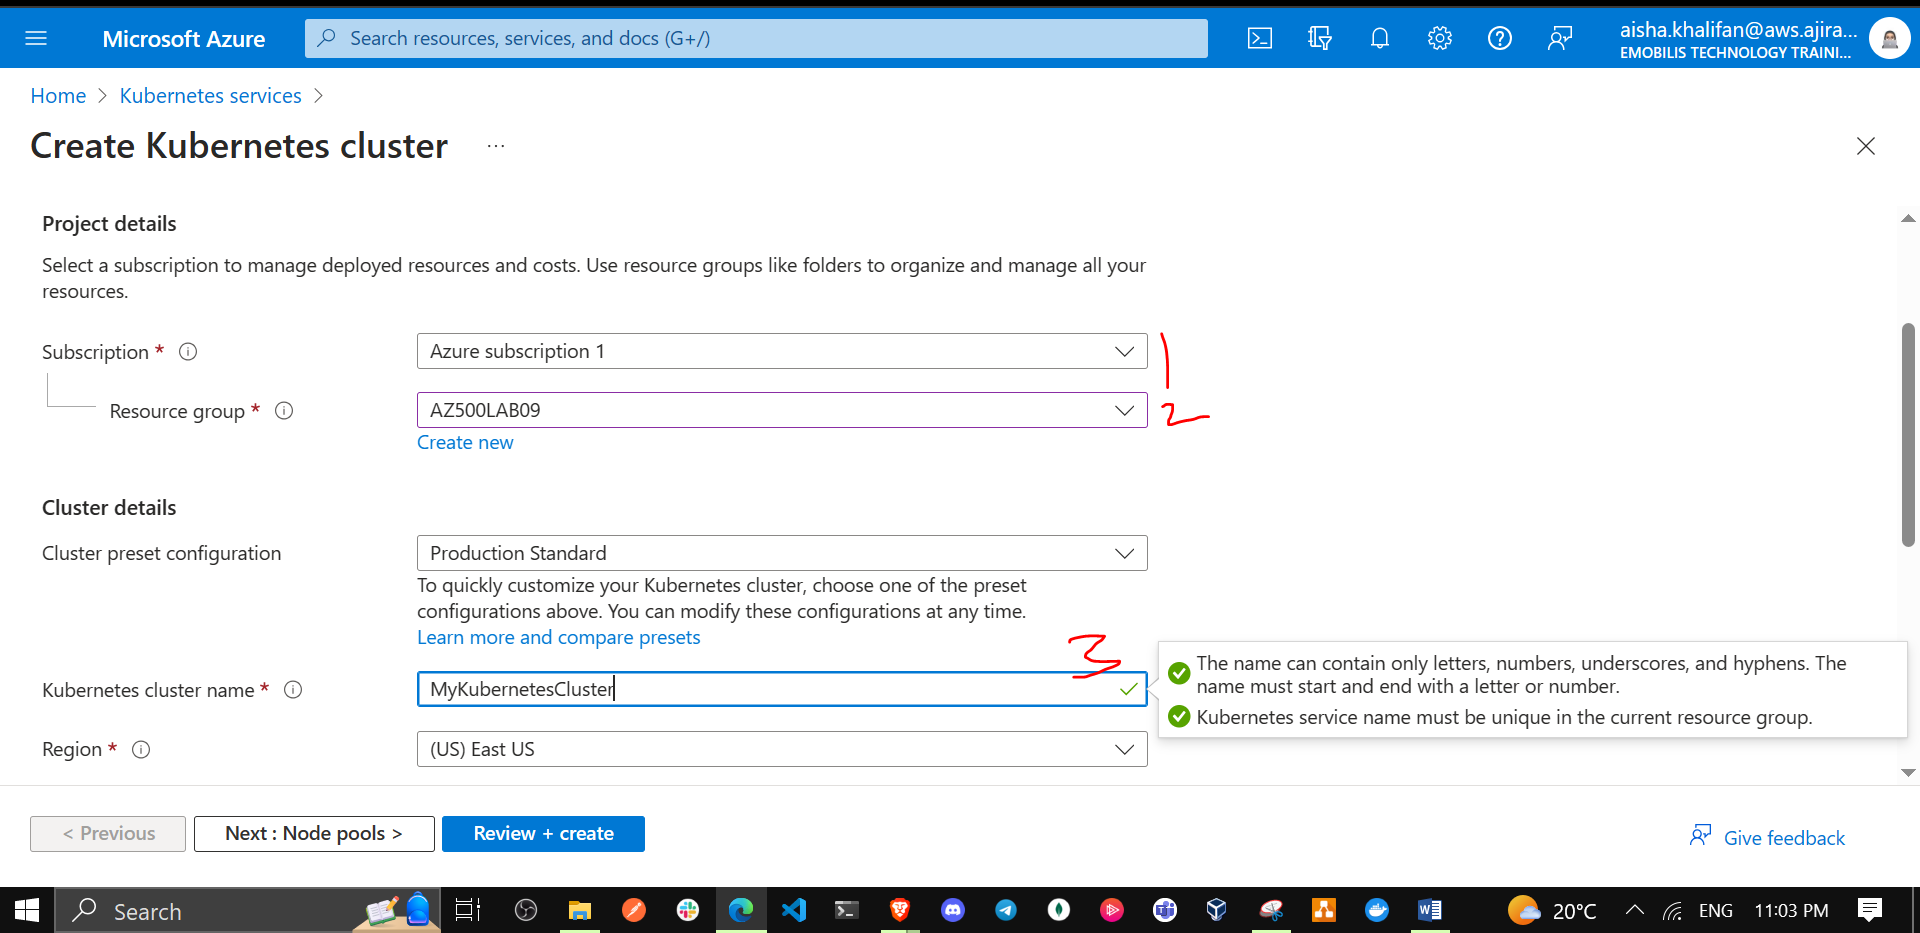 Microsoft Azure
Search resources, services, and docs (G+/)
aisha.khalifan@aws.ajira...
EMOBILIS TECHNOLOGY TRAINI...
Home > Kubernetes services >
Create Kubernetes cluster ...
Project details
Select a subscription to manage deployed resources and costs. Use resource groups like folders to organize and manage all your
resources.
Subscription *
Azure subscription 1
1
Resource group *
AZ500LAB09
2
Create new
Cluster details
Cluster preset configuration
Production Standard
To quickly customize your Kubernetes cluster, choose one of the preset
configurations above. You can modify these configurations at any time.
Learn more and compare presets
3
Kubernetes cluster name *
MyKubernetesCluster
The name can contain only letters, numbers, underscores, and hyphens. The
name must start and end with a letter or number.
Kubernetes service name must be unique in the current resource group.
Region *
(US) East US
< Previous
Next : Node pools >
Review + create
Give feedback
Search
20°C
ENG
11:03 PM